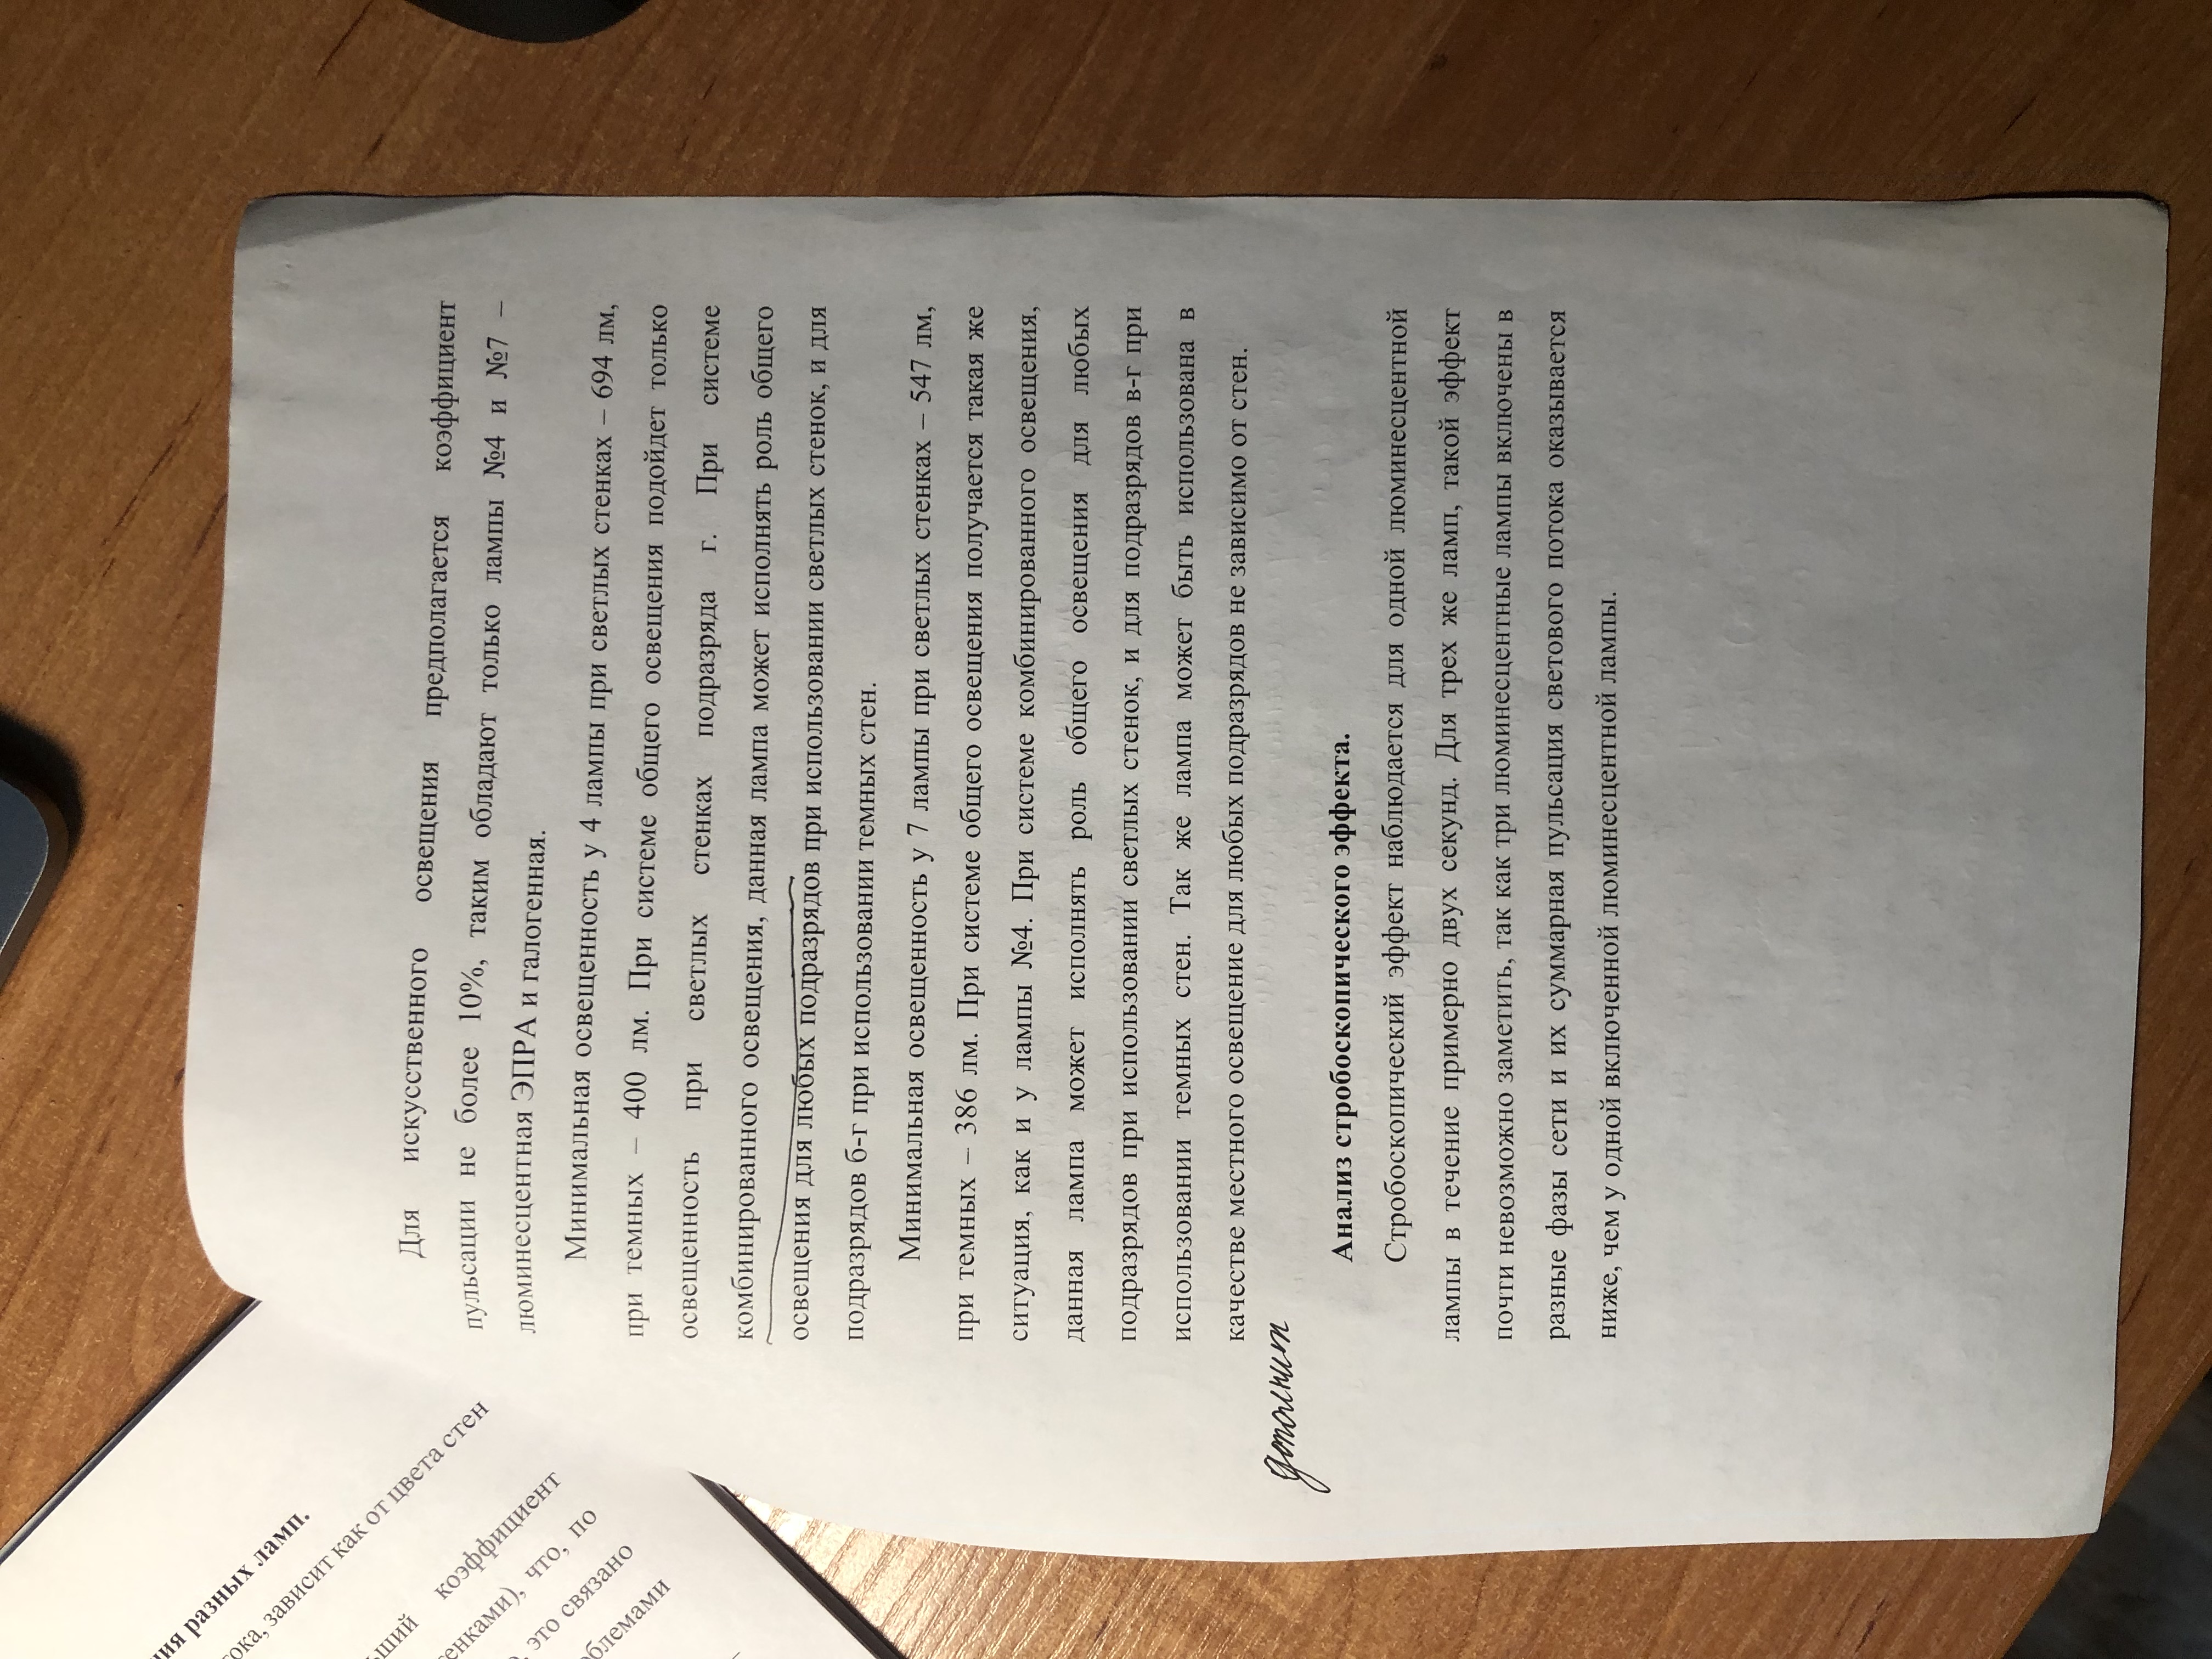 ния разных ламп.
тока, зависит как от цвета стен
коэффициент
что, по
это связано
Для искусственного освещения предполагается коэффициент
пульсации не более 10%, таким обладают только лампы №4 и №7 –
люминесцентная ЭПРА и галогенная.
Минимальная освещенность у 4 лампы при светлых стенках – 694 лм,
при темных – 400 лм. При системе общего освещения подойдет только
освещенность при светлых стенках подразряда г. При системе
комбинированного освещения, данная лампа может исполнять роль общего
освещения для любых подразрядов при использовании светлых стенок, и для
подразрядов б-г при использовании темных стен.
Минимальная освещенность у 7 лампы при светлых стенках – 547 лм,
при темных – 386 лм. При системе общего освещения получается такая же
ситуация, как и у лампы №4. При системе комбинированного освещения,
данная лампа может исполнять роль общего освещения для любых
подразрядов при использовании светлых стенок, и для подразрядов в-г при
использовании темных стен. Так же лампа может быть использована в
качестве местного освещение для любых подразрядов не зависимо от стен.
дополнит
Анализ стробоскопического эффекта.
Стробоскопический эффект наблюдается для одной люминесцентной
лампы в течение примерно двух секунд. Для трех же ламп, такой эффект
почти невозможно заметить, так как три люминесцентные лампы включены в
разные фазы сети и их суммарная пульсация светового потока оказывается
ниже, чем у одной включенной люминесцентной лампы.